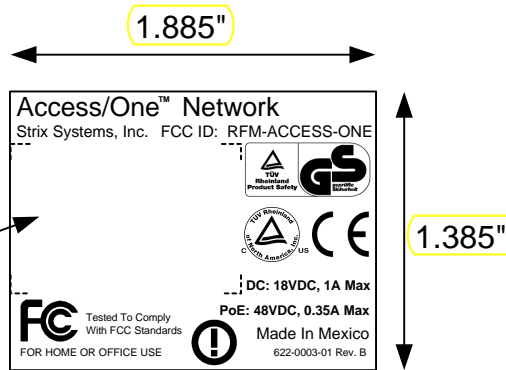 1.885"
Access/One™ Network
Strix Systems, Inc. FCC ID: RFM-ACCESS-ONE
TÜV
Rheinland
Product Safety
GS
geprüfte
Sicherheit
TÜV Rheinland
of North America, Inc.
C US
CE
1.385"
DC: 18VDC, 1A Max
PoE: 48VDC, 0.35A Max
FC
Tested To Comply
With FCC Standards
FOR HOME OR OFFICE USE
Made In Mexico
622-0003-01 Rev. B